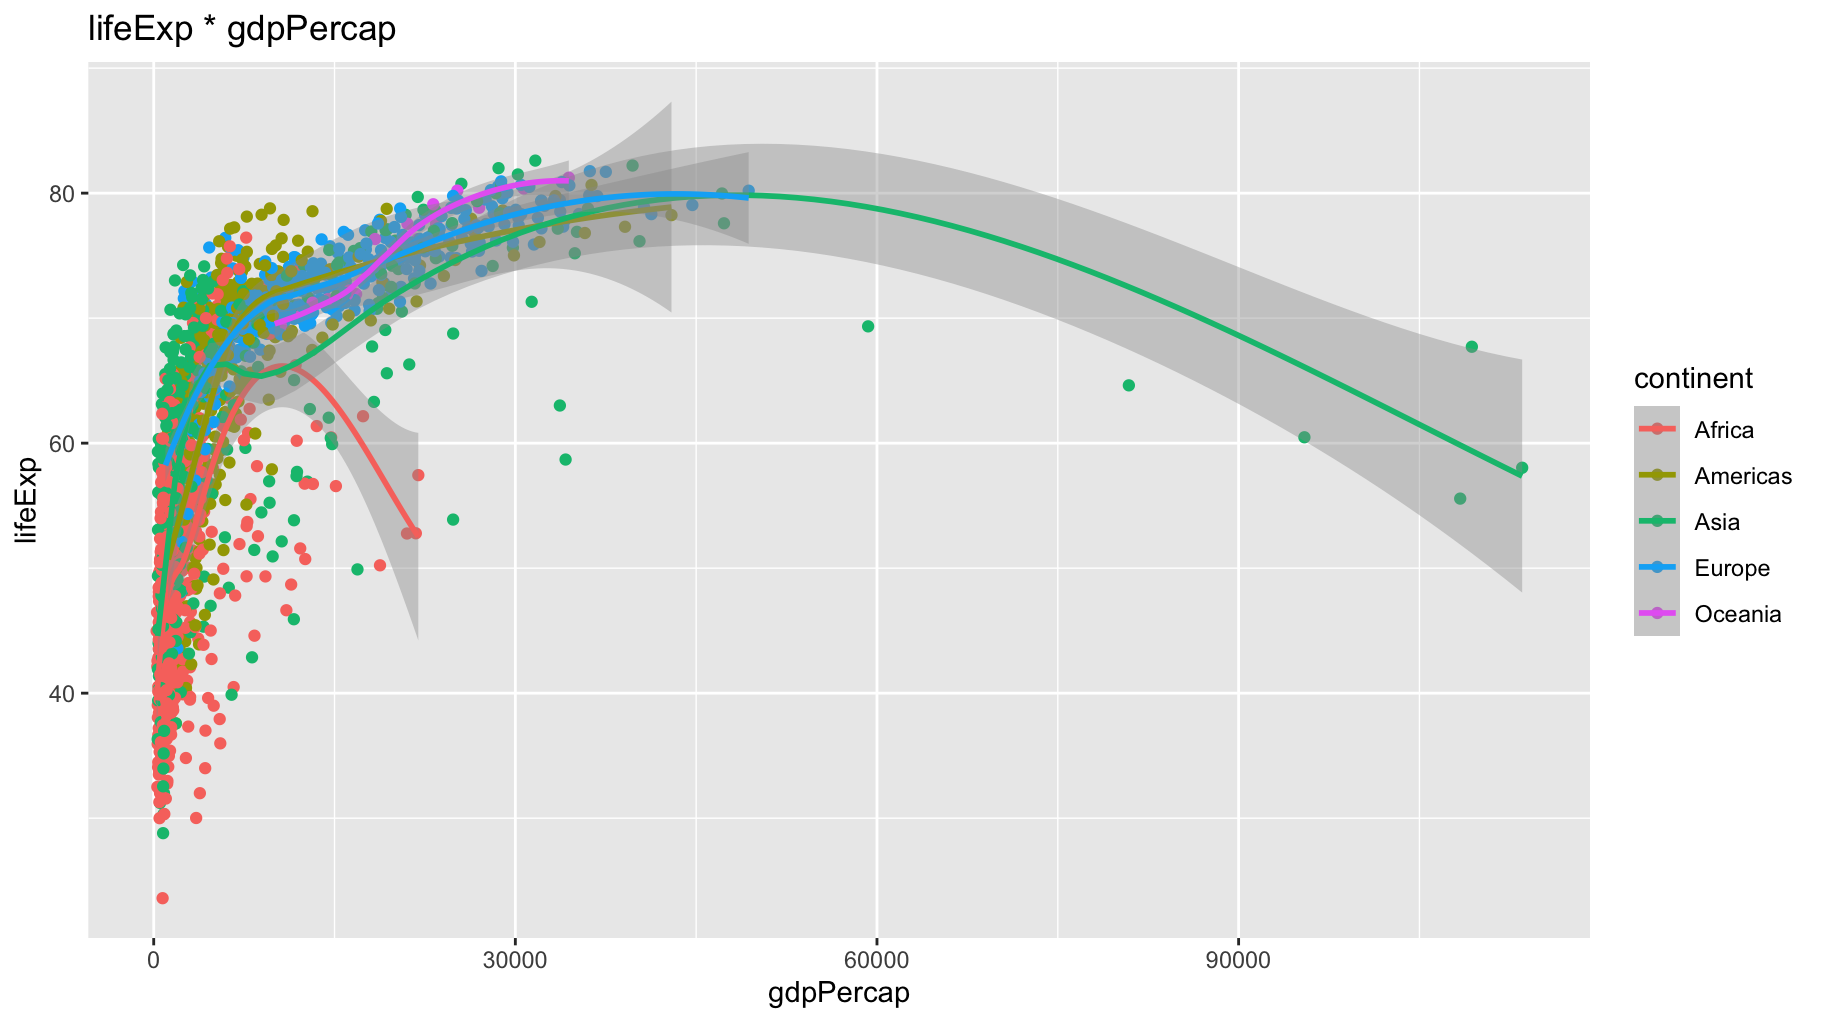 lifeExp * gdpPercap
80
60
40
lifeExp
0 30000 60000 90000
gdpPercap
continent
Africa
Americas
Asia
Europe
Oceania